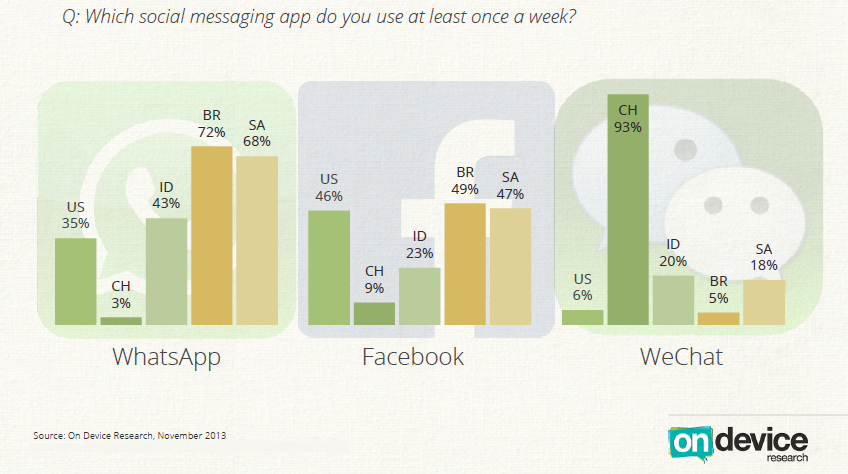 Q: Which social messaging app do you use at least once a week?
US
35%
CH
3%
ID
43%
BR
72%
SA
68%
WhatsApp
US
46%
CH
9%
ID
23%
BR
49%
SA
47%
Facebook
US
6%
CH
93%
ID
20%
BR
5%
SA
18%
WeChat
Source: On Device Research, November 2013
on device
research